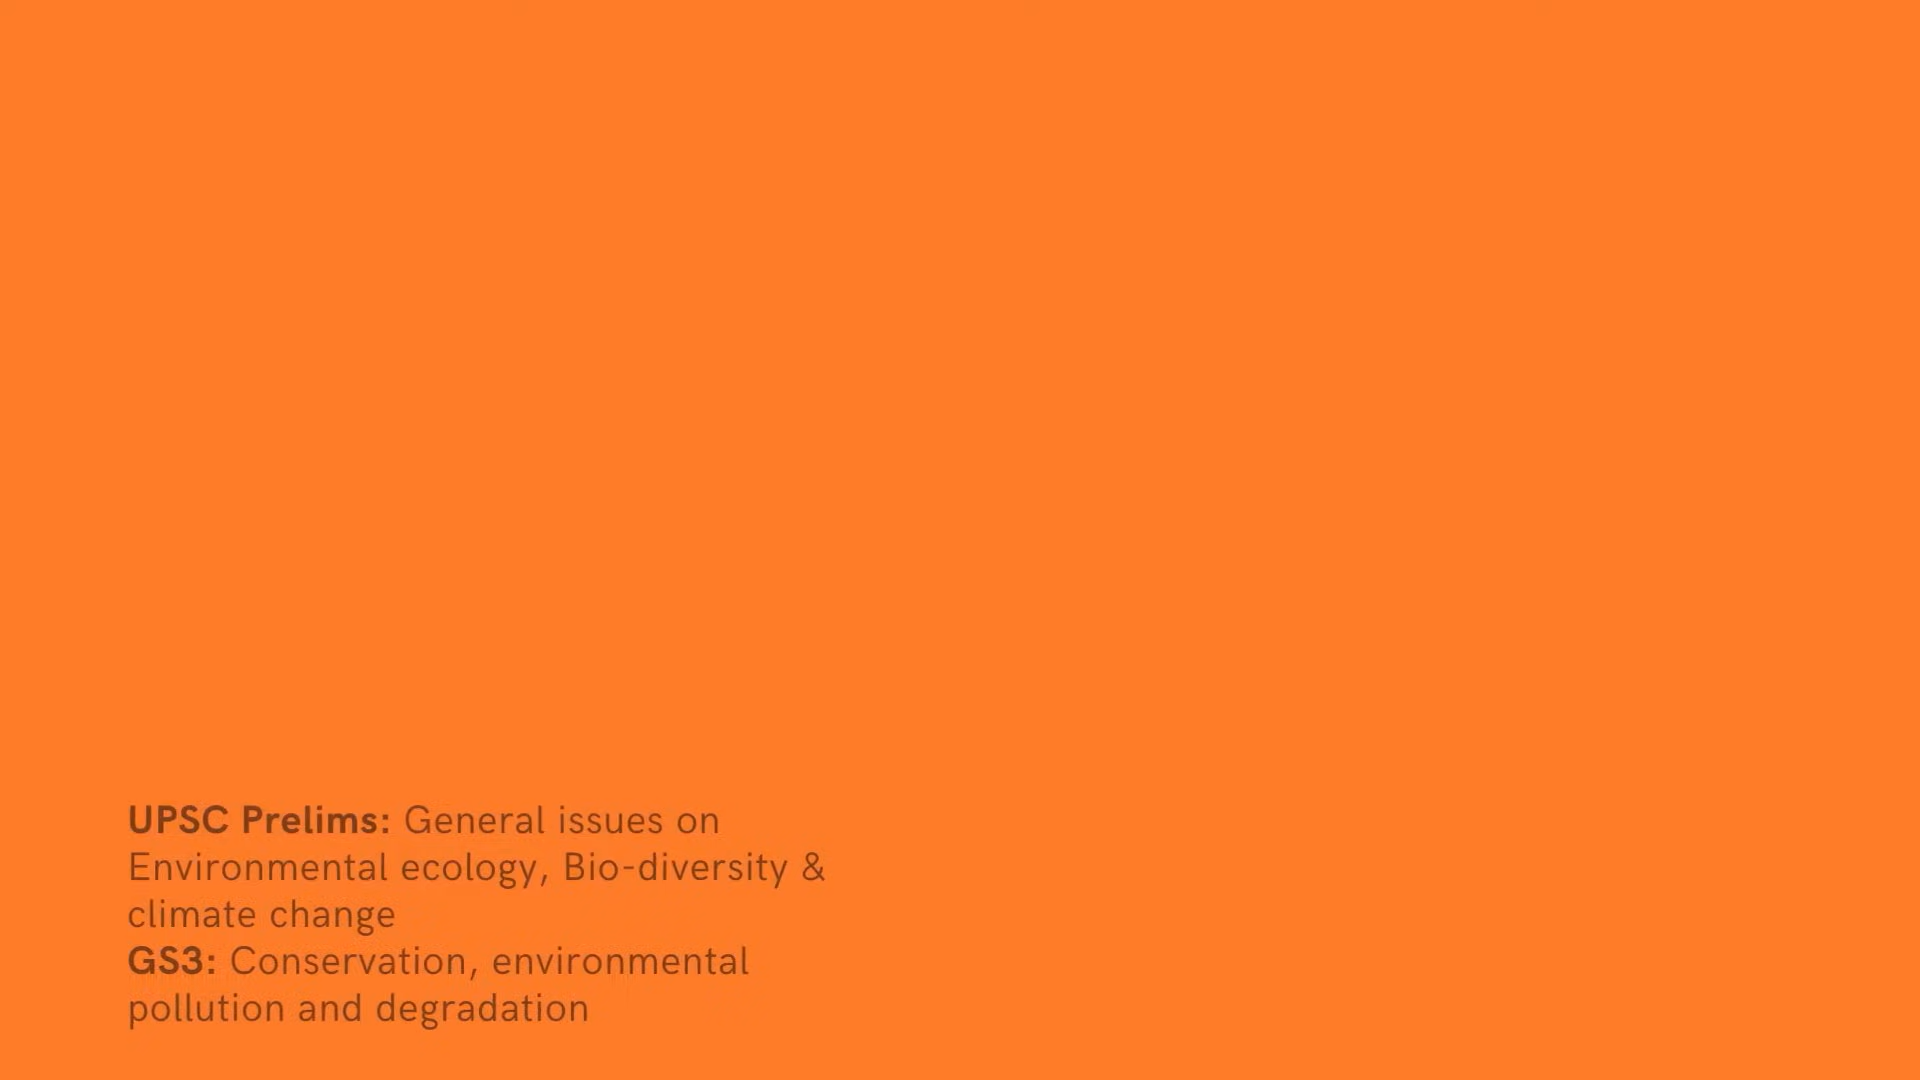 UPSC Prelims: General issues on
Environmental ecology, Bio-diversity &
climate change
GS3: Conservation, environmental
pollution and degradation